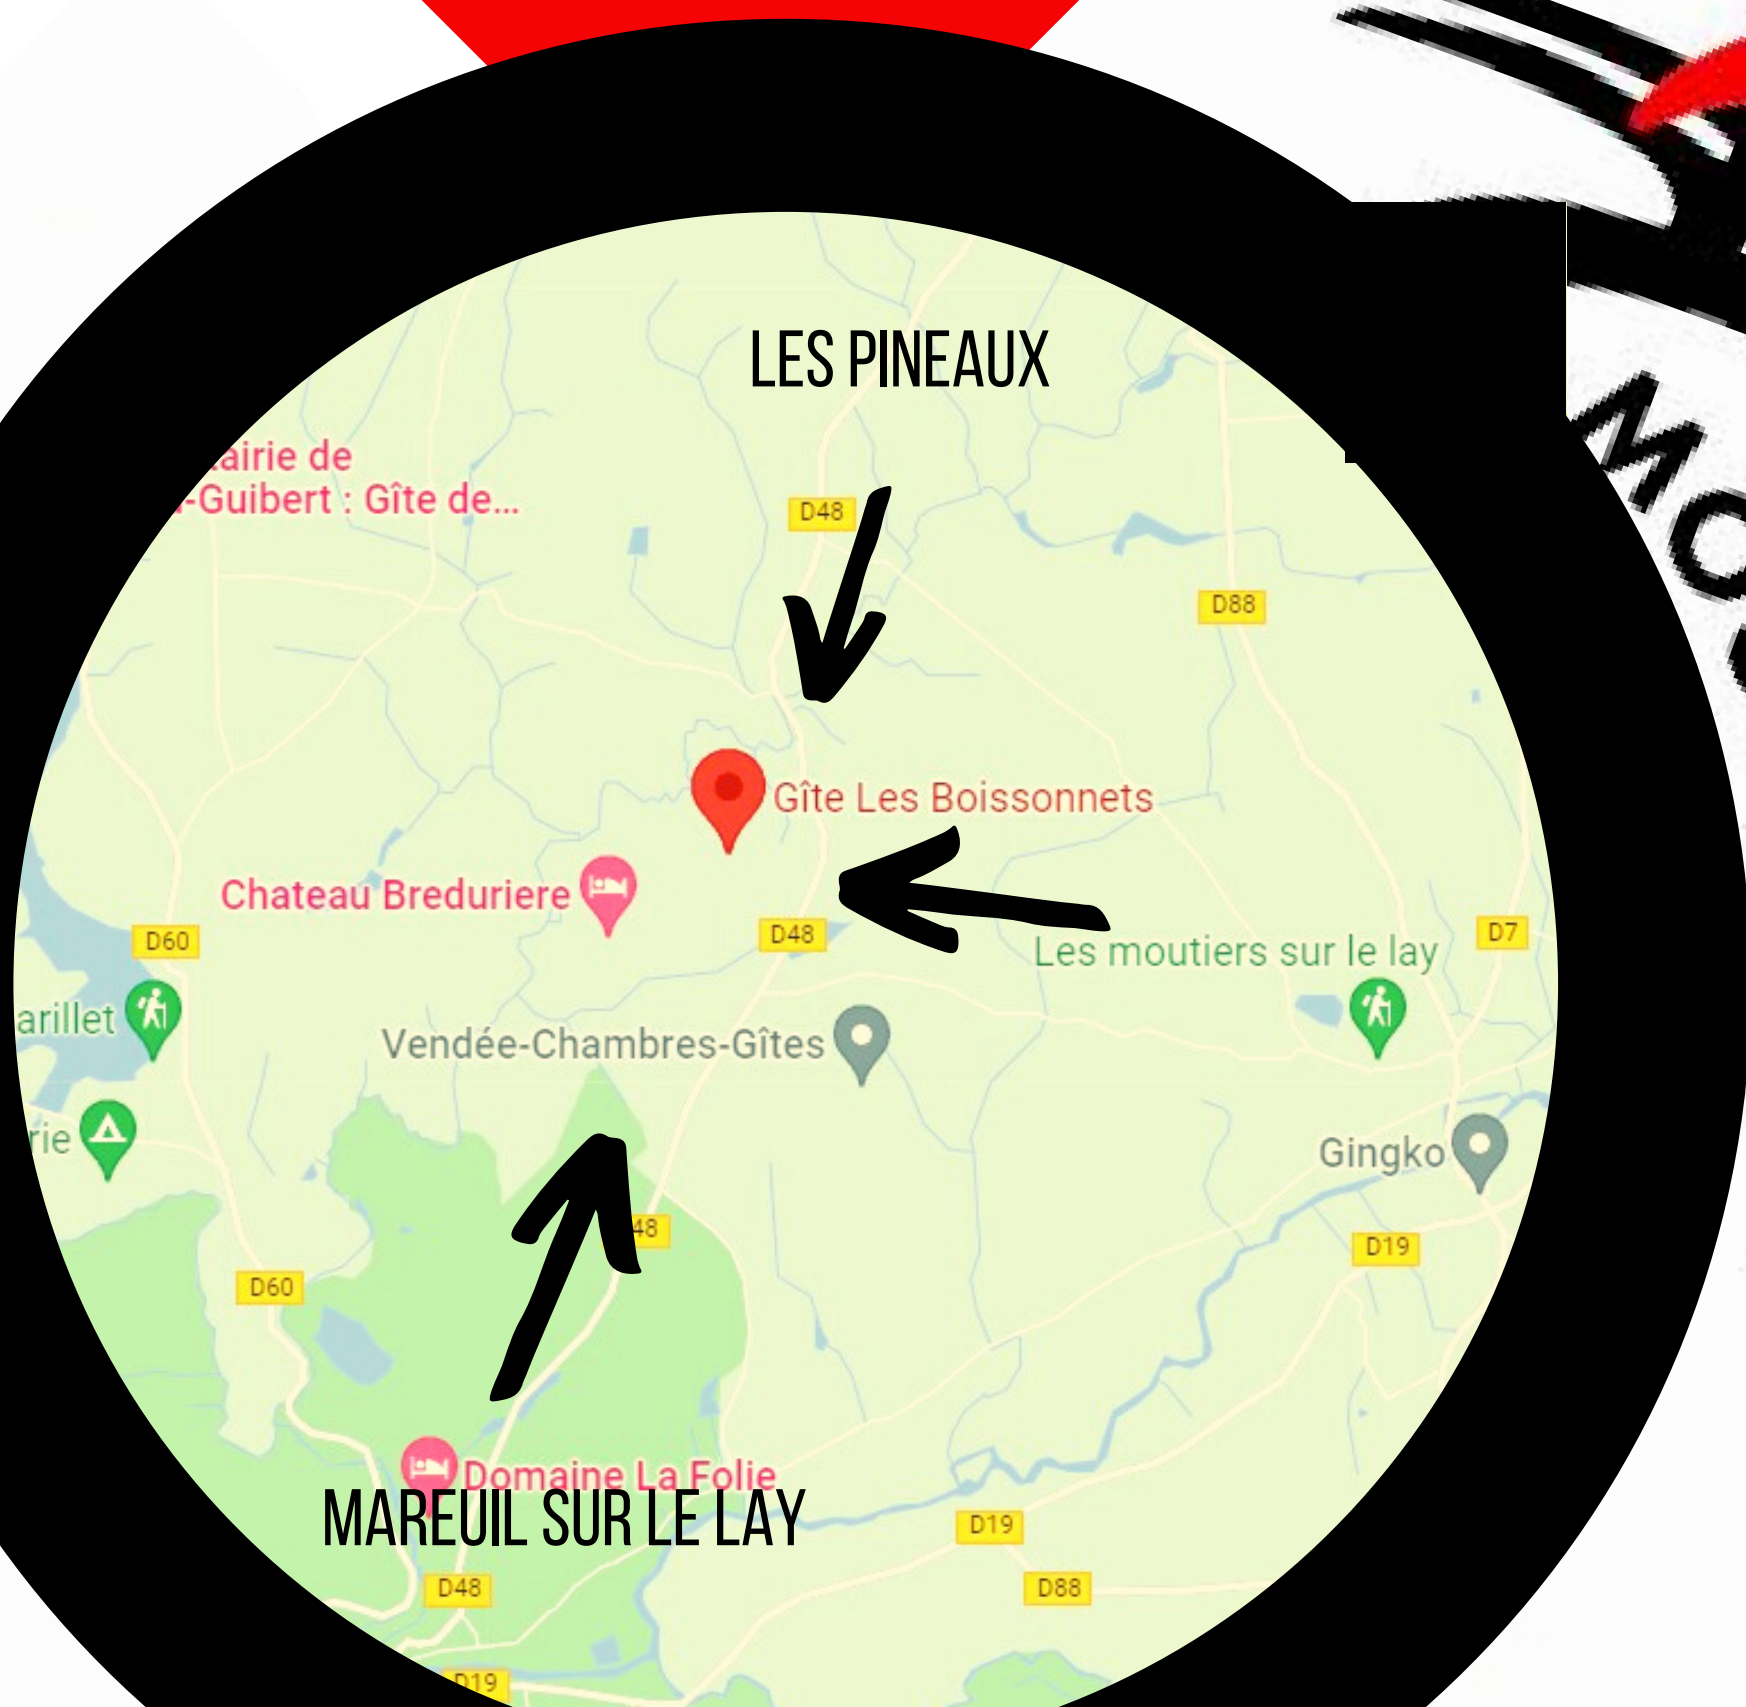 LES PINEAUX
airie de
-Guibert : Gîte de...
D48
D88
Gîte Les Boissonnets
Chateau Breduriere
D60
D48
D7
Les moutiers sur le lay
arillet
Vendée-Chambres-Gîtes
rie
Gingko
48
D19
D60
Domaine La Folie
MAREUIL SUR LE LAY
D19
D48
D88
D19
MO